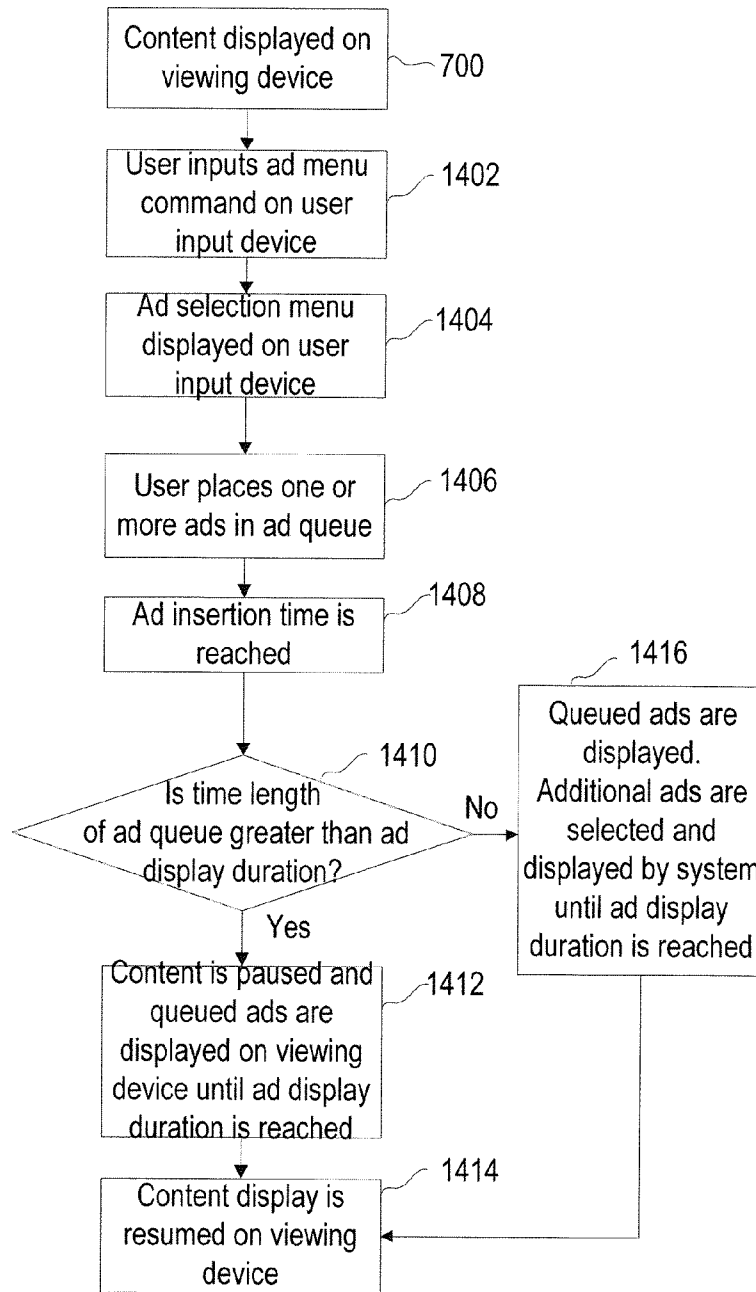 Content displayed on
viewing device
700
User inputs ad menu
command on user
input device
1402
Ad selection menu
displayed on user
input device
1404
User places one or
more ads in ad queue
1406
Ad insertion time is
reached
1408
Is time length
of ad queue greater than ad
display duration?
1410
No
Yes
1416
Queued ads are
displayed.
Additional ads are
selected and
displayed by system
until ad display
duration is reached
Content is paused and
queued ads are
displayed on viewing
device until ad display
duration is reached
1412
Content display is
resumed on viewing
device
1414